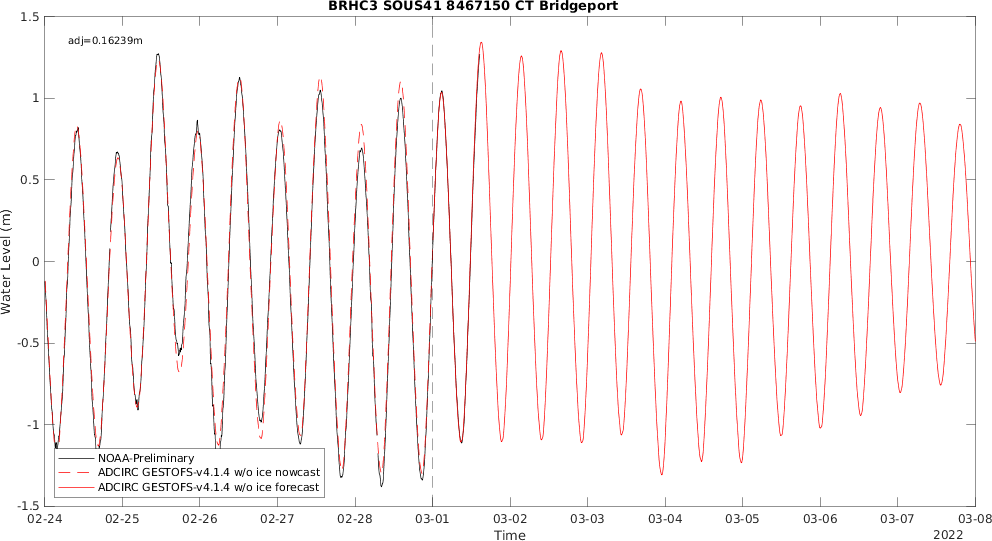 BRHC3 SOUS41 8467150 CT Bridgeport
adj=0.16239m
1.5
1
0.5
0
-0.5
-1
-1.5
Water Level (m)
NOAA-Preliminary
ADCIRC GESTOFS-v4.1.4 w/o ice nowcast
ADCIRC GESTOFS-v4.1.4 w/o ice forecast
02-24 02-25 02-26 02-27 02-28 03-01 03-02 03-03 03-04 03-05 03-06 03-07 03-08
Time
2022